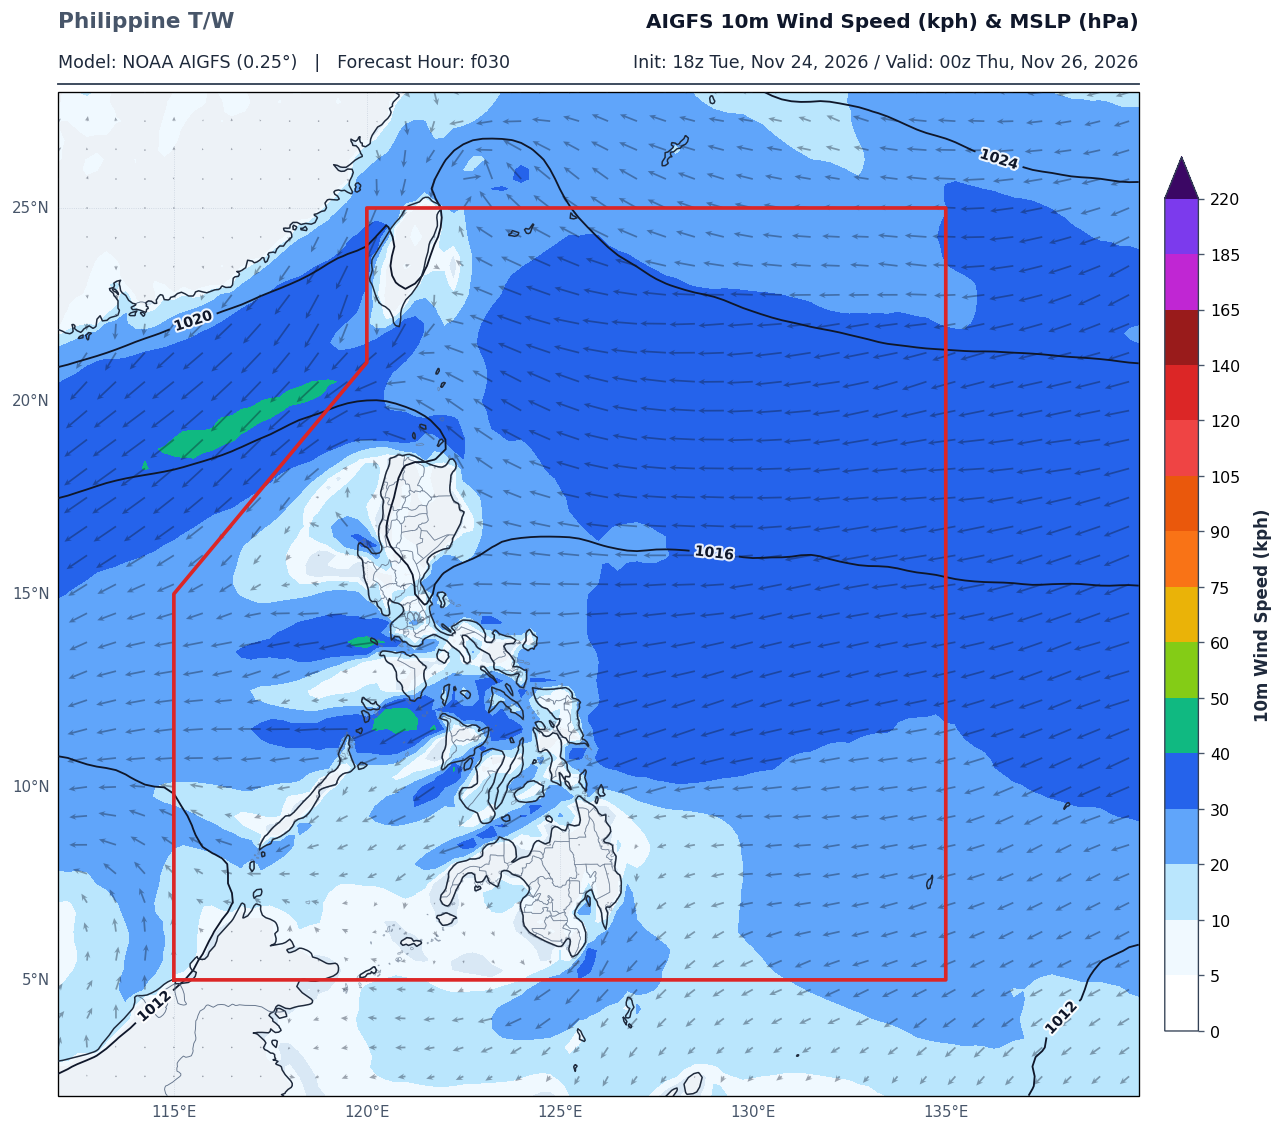 Philippine T/W
AIGFS 10m Wind Speed (kph) & MSLP (hPa)
Model: NOAA AIGFS (0.25°) | Forecast Hour: f030
Init: 18z Tue, Nov 24, 2026 / Valid: 00z Thu, Nov 26, 2026
1024
1020
1016
1012
1012
25°N
20°N
15°N
10°N
5°N
115°E
120°E
125°E
130°E
135°E
220
185
165
140
120
105
90
75
60
50
40
30
20
10
5
0
10m Wind Speed (kph)